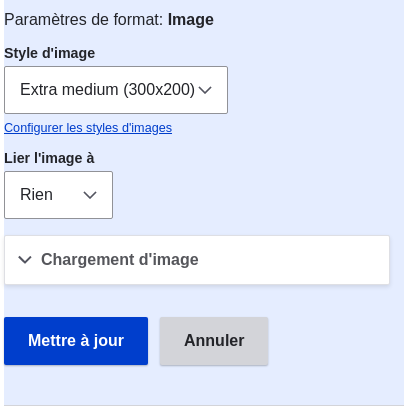 Paramètres de format: Image
Style d'image
Extra medium (300x200)
Configurer les styles d'images
Lier l'image à
Rien
Chargement d'image
Mettre à jour
Annuler